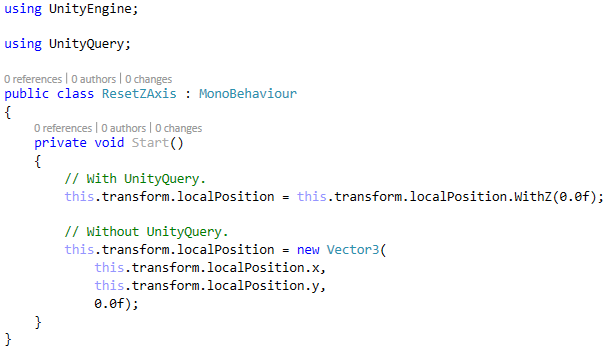 using UnityEngine;
using UnityQuery;
0 references | 0 authors | 0 changes
public class ResetZAxis : MonoBehaviour
{
0 references | 0 authors | 0 changes
private void Start()
{
// With UnityQuery.
this.transform.localPosition = this.transform.localPosition.WithZ(0.0f);
// Without UnityQuery.
this.transform.localPosition = new Vector3(
this.transform.localPosition.x,
this.transform.localPosition.y,
0.0f);
}
}